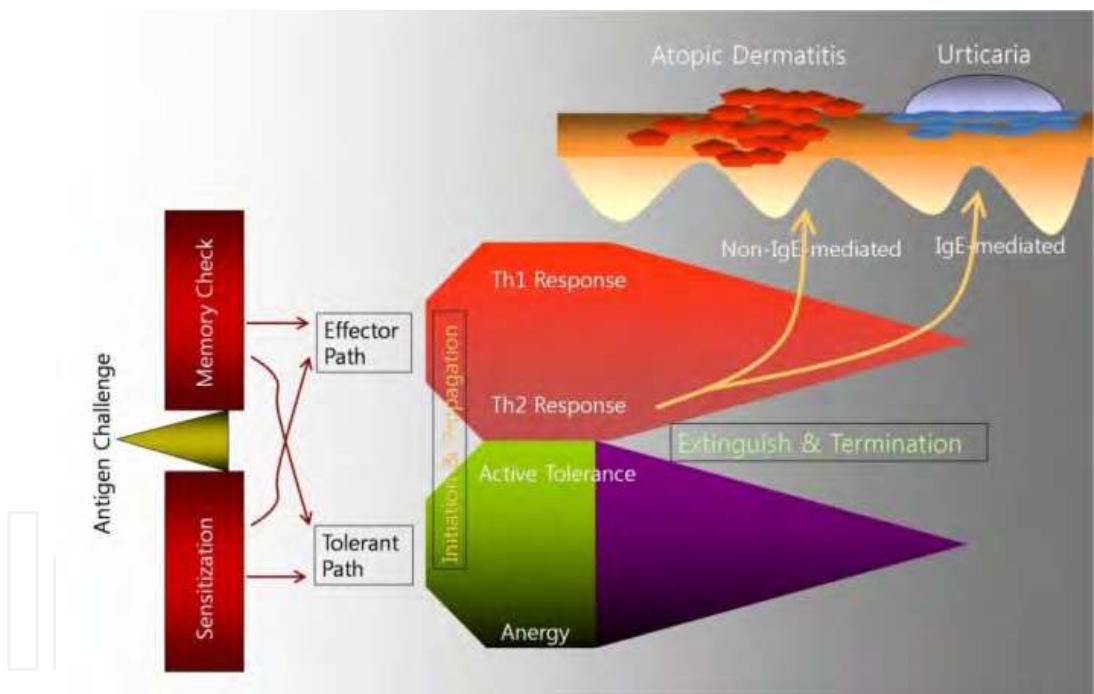 Atopic Dermatitis
Urticaria
Non-IgE-mediated
IgE-mediated
Antigen Challenge
Memory Check
Sensitization
Effector
Path
Tolerant
Path
Initiation & Propagation
Th1 Response
Th2 Response
Active Tolerance
Anergy
Extinguish & Termination